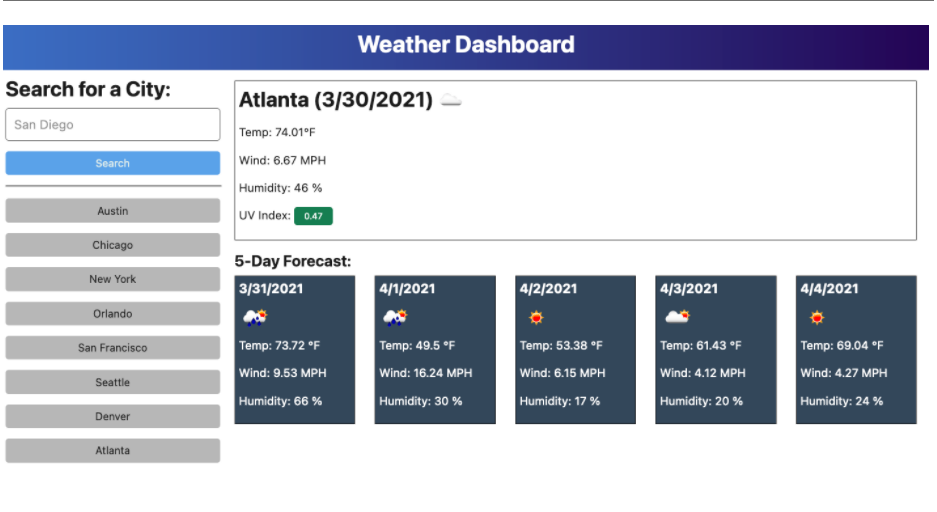 Weather Dashboard
Search for a City:
San Diego
Search
Austin
Chicago
New York
Orlando
San Francisco
Seattle
Denver
Atlanta
Atlanta (3/30/2021)
Temp: 74.01°F
Wind: 6.67 MPH
Humidity: 46 %
UV Index: 0.47
5-Day Forecast:
3/31/2021
Temp: 73.72 °F
Wind: 9.53 MPH
Humidity: 66 %
4/1/2021
Temp: 49.5 °F
Wind: 16.24 MPH
Humidity: 30 %
4/2/2021
Temp: 53.38 °F
Wind: 6.15 MPH
Humidity: 17 %
4/3/2021
Temp: 61.43 °F
Wind: 4.12 MPH
Humidity: 20 %
4/4/2021
Temp: 69.04 °F
Wind: 4.27 MPH
Humidity: 24 %